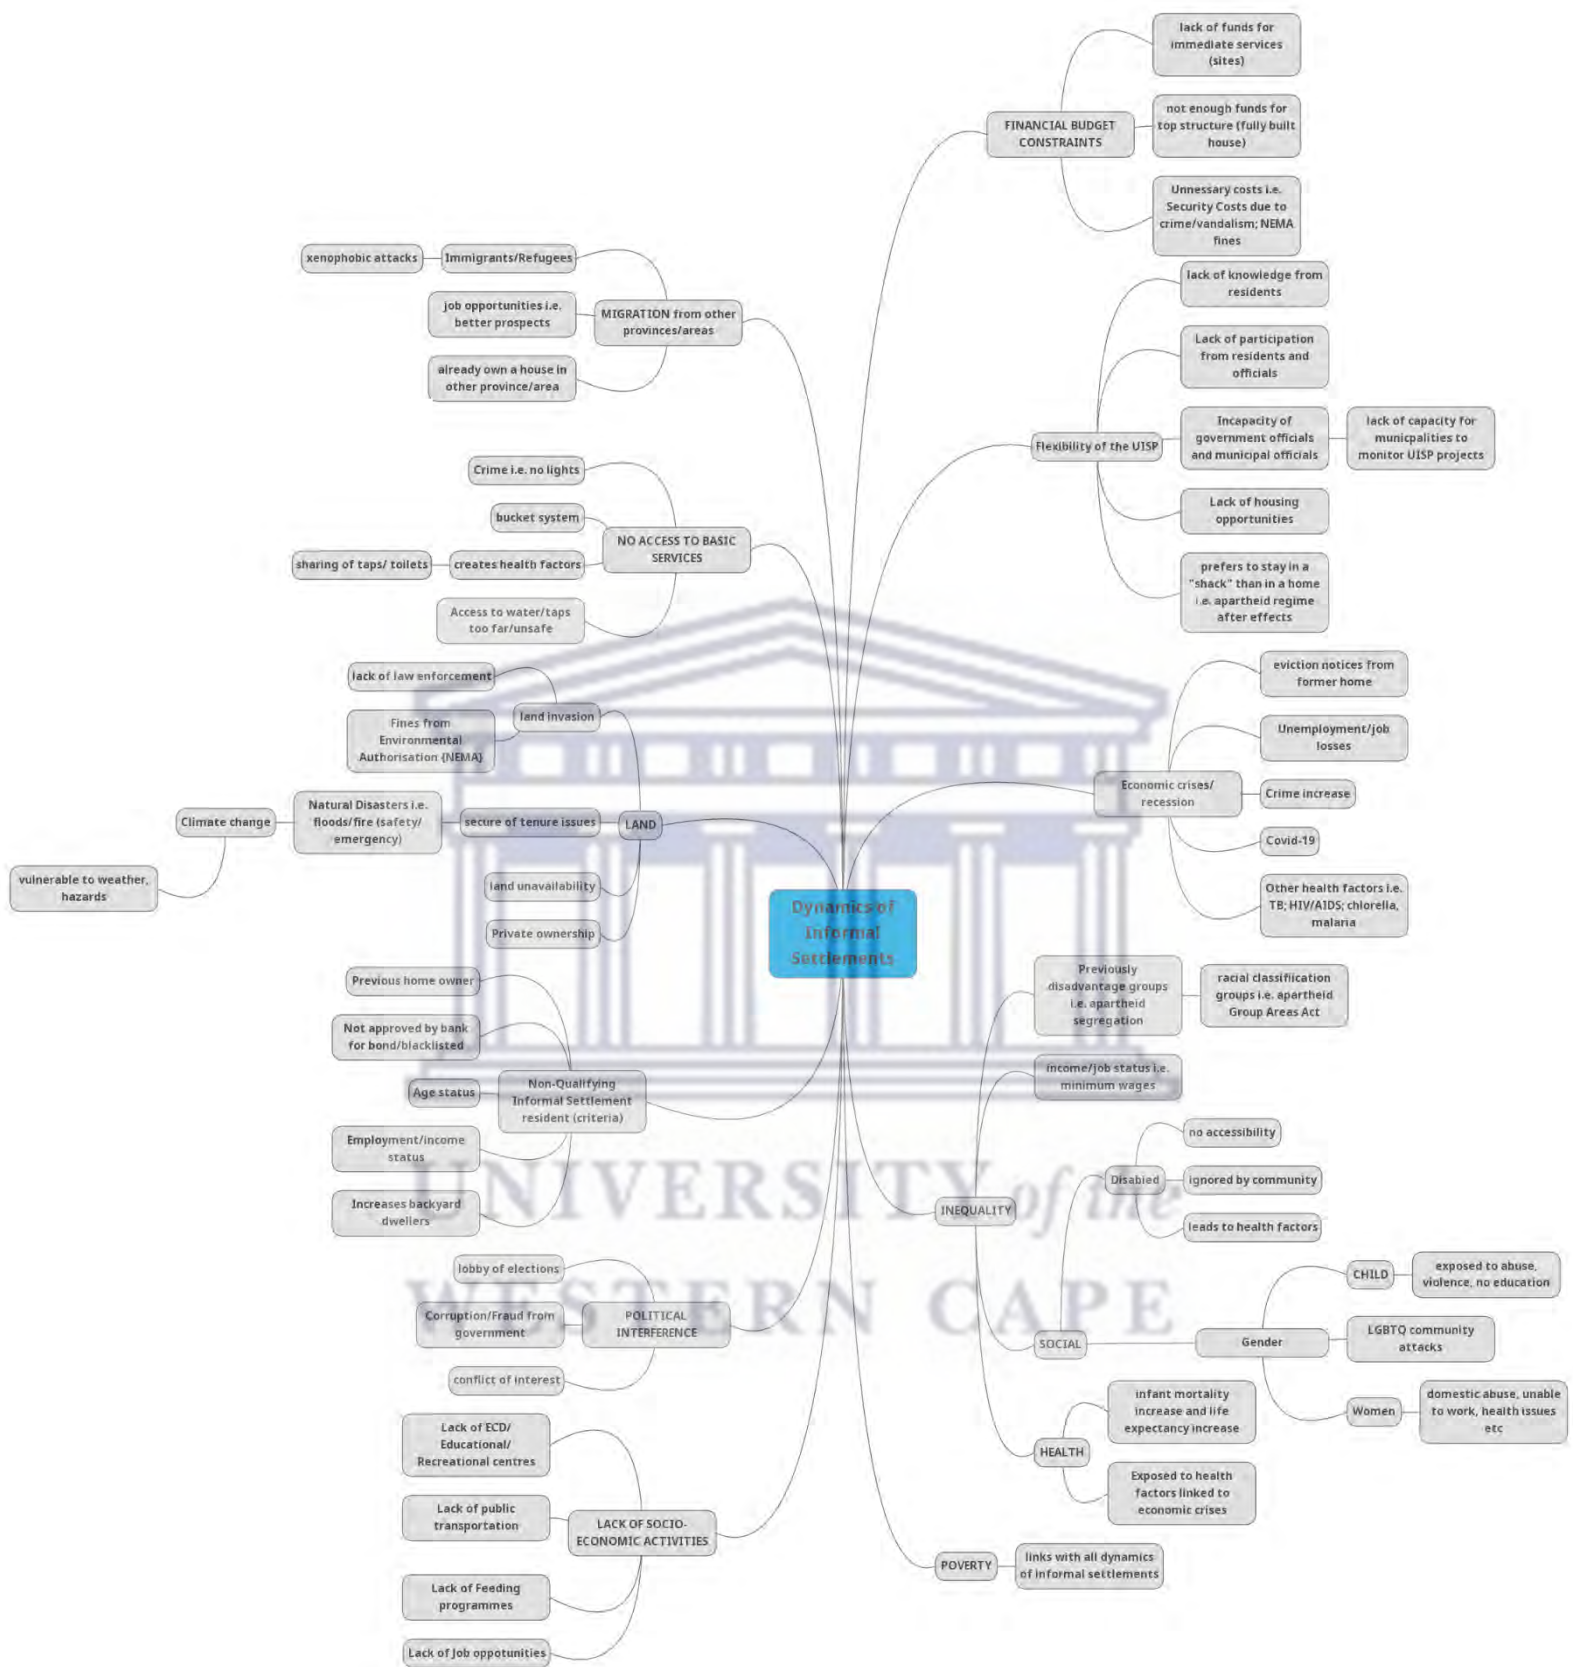 Dynamics of
Informal
Settlements
FINANCIAL BUDGET
CONSTRAINTS
lack of funds for
immediate services
(sites)
not enough funds for
top structure (fully built
house)
Unnessary costs i.e.
Security Costs due to
crime/vandalism; NEMA
fines
Flexibility of the UISP
lack of knowledge from
residents
Lack of participation
from residents and
officials
Incapacity of
government officials
and municipal officials
lack of capacity for
municpalities to
monitor UISP projects
Lack of housing
opportunities
prefers to stay in a
"shack" than in a home
i.e. apartheid regime
after effects
Economic crises/
recession
eviction notices from
former home
Unemployment/job
losses
Crime increase
Covid-19
Other health factors i.e.
TB; HIV/AIDS; chlorella,
malaria
INEQUALITY
Previously
disadvantage groups
i.e. apartheid
segregation
racial classifiication
groups i.e. apartheid
Group Areas Act
income/job status i.e.
minimum wages
SOCIAL
Disabled
no accessibility
ignored by community
leads to health factors
Gender
CHILD
exposed to abuse,
violence, no education
LGBTQ community
attacks
Women
domestic abuse, unable
to work, health issues
etc
HEALTH
infant mortality
increase and life
expectancy increase
Exposed to health
factors linked to
economic crises
POVERTY
links with all dynamics
of informal settlements
MIGRATION from other
provinces/areas
Immigrants/Refugees
xenophobic attacks
job opportunities i.e.
better prospects
already own a house in
other province/area
NO ACCESS TO BASIC
SERVICES
Crime i.e. no lights
bucket system
creates health factors
sharing of taps/ toilets
Access to water/taps
too far/unsafe
LAND
land invasion
lack of law enforcement
Fines from
Environmental
Authorisation (NEMA)
secure of tenure issues
Natural Disasters i.e.
floods/fire (safety/
emergency)
Climate change
vulnerable to weather,
hazards
land unavailability
Private ownership
Non-Qualifying
Informal Settlement
resident (criteria)
Previous home owner
Not approved by bank
for bond/blacklisted
Age status
Employment/income
status
Increases backyard
dwellers
POLITICAL
INTERFERENCE
lobby of elections
Corruption/Fraud from
government
conflict of interest
LACK OF SOCIO-
ECONOMIC ACTIVITIES
Lack of ECD/
Educational/
Recreational centres
Lack of public
transportation
Lack of Feeding
programmes
Lack of Job oppotunities
UNIVERSITY of the
WESTERN CAPE